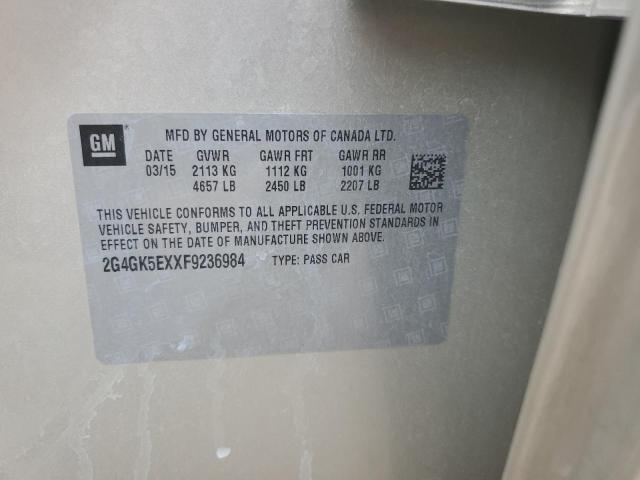 GM
MFD BY GENERAL MOTORS OF CANADA LTD.
DATE GVWR GAWR FRT GAWR RR
03/15 2113 KG 1112 KG 1001 KG
4657 LB 2450 LB 2207 LB
THIS VEHICLE CONFORMS TO ALL APPLICABLE U.S. FEDERAL MOTOR
VEHICLE SAFETY, BUMPER, AND THEFT PREVENTION STANDARDS IN
EFFECT ON THE DATE OF MANUFACTURE SHOWN ABOVE.
2G4GK5EXXF9236984 TYPE: PASS CAR